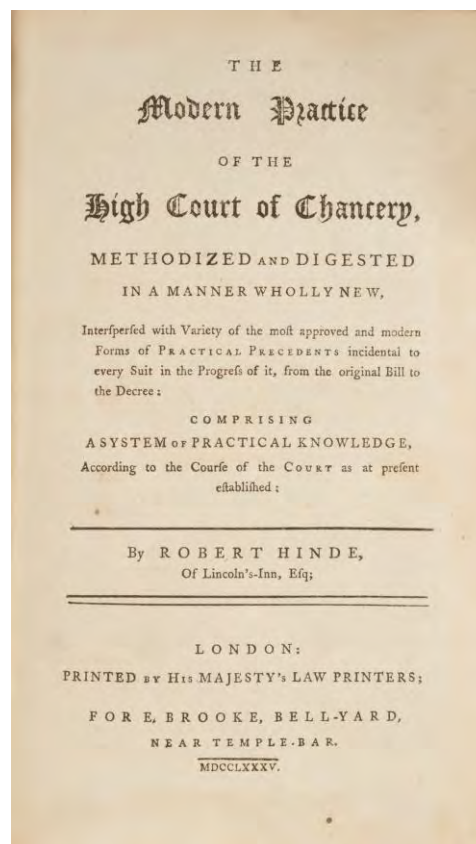 THE
Modern Practice
OF THE
High Court of Chancery,
METHODIZED AND DIGESTED
IN A MANNER WHOLLY NEW,
Interſperſed with Variety of the moſt approved and modern
Forms of PRACTICAL PRECEDENTS incidental to
every Suit in the Progreſs of it, from the original Bill to
the Decree;
COMPRISING
A SYSTEM OF PRACTICAL KNOWLEDGE,
According to the Courſe of the COURT as at preſent
eſtabliſhed;
By ROBERT HINDE,
Of Lincoln's-Inn, Eſq;
LONDON:
PRINTED BY HIS MAJESTY'S LAW PRINTERS;
FOR E, BROOKE, BELL-YARD,
NEAR TEMPLE-BAR.
MDCCLXXXV.